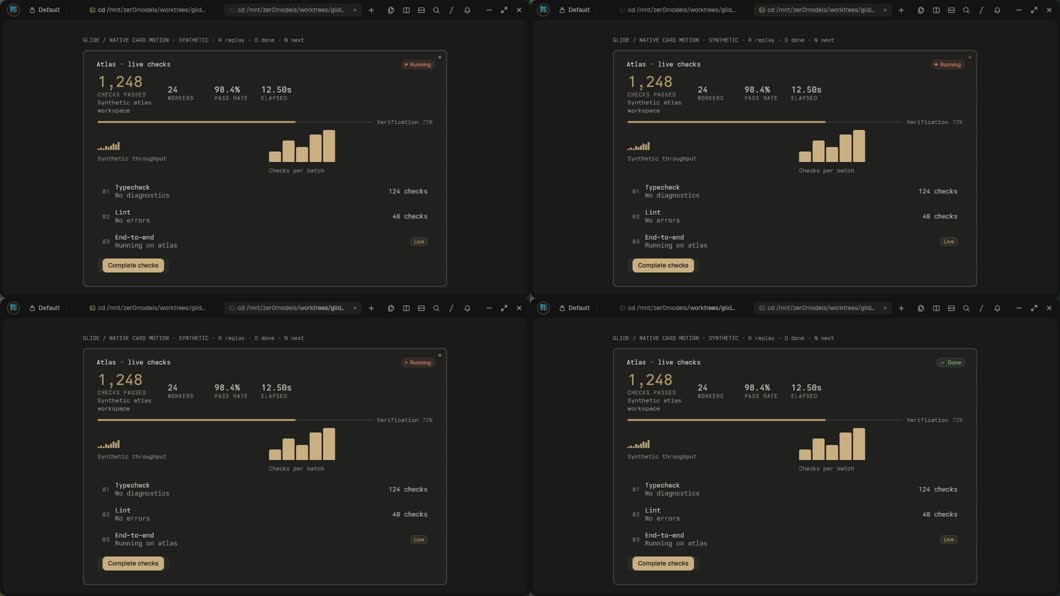 Default cd /mnt/zer0models/worktrees/glid… cd /mnt/zer0models/worktrees/glid…
GLIDE / NATIVE CARD MOTION · SYNTHETIC · R replay · D done · N next
Atlas · live checks
Running
1,248
CHECKS PASSED
Synthetic atlas
workspace
24
WORKERS
98.4%
PASS RATE
12.50s
ELAPSED
Verification 72%
Synthetic throughput
Checks per batch
01 Typecheck
No diagnostics
124 checks
02 Lint
No errors
48 checks
03 End-to-end
Running on atlas
Live
Complete checks
Default cd /mnt/zer0models/worktrees/glid… cd /mnt/zer0models/worktrees/glid…
GLIDE / NATIVE CARD MOTION · SYNTHETIC · R replay · D done · N next
Atlas · live checks
Running
1,248
CHECKS PASSED
Synthetic atlas
workspace
24
WORKERS
98.4%
PASS RATE
12.50s
ELAPSED
Verification 72%
Synthetic throughput
Checks per batch
01 Typecheck
No diagnostics
124 checks
02 Lint
No errors
48 checks
03 End-to-end
Running on atlas
Live
Complete checks
Default cd /mnt/zer0models/worktrees/glid… cd /mnt/zer0models/worktrees/glid…
GLIDE / NATIVE CARD MOTION · SYNTHETIC · R replay · D done · N next
Atlas · live checks
Running
1,248
CHECKS PASSED
Synthetic atlas
workspace
24
WORKERS
98.4%
PASS RATE
12.50s
ELAPSED
Verification 72%
Synthetic throughput
Checks per batch
01 Typecheck
No diagnostics
124 checks
02 Lint
No errors
48 checks
03 End-to-end
Running on atlas
Live
Complete checks
Default cd /mnt/zer0models/worktrees/glid… cd /mnt/zer0models/worktrees/glid…
GLIDE / NATIVE CARD MOTION · SYNTHETIC · R replay · D done · N next
Atlas · live checks
Done
1,248
CHECKS PASSED
Synthetic atlas
workspace
24
WORKERS
98.4%
PASS RATE
12.50s
ELAPSED
Verification 72%
Synthetic throughput
Checks per batch
01 Typecheck
No diagnostics
124 checks
02 Lint
No errors
48 checks
03 End-to-end
Running on atlas
Live
Complete checks